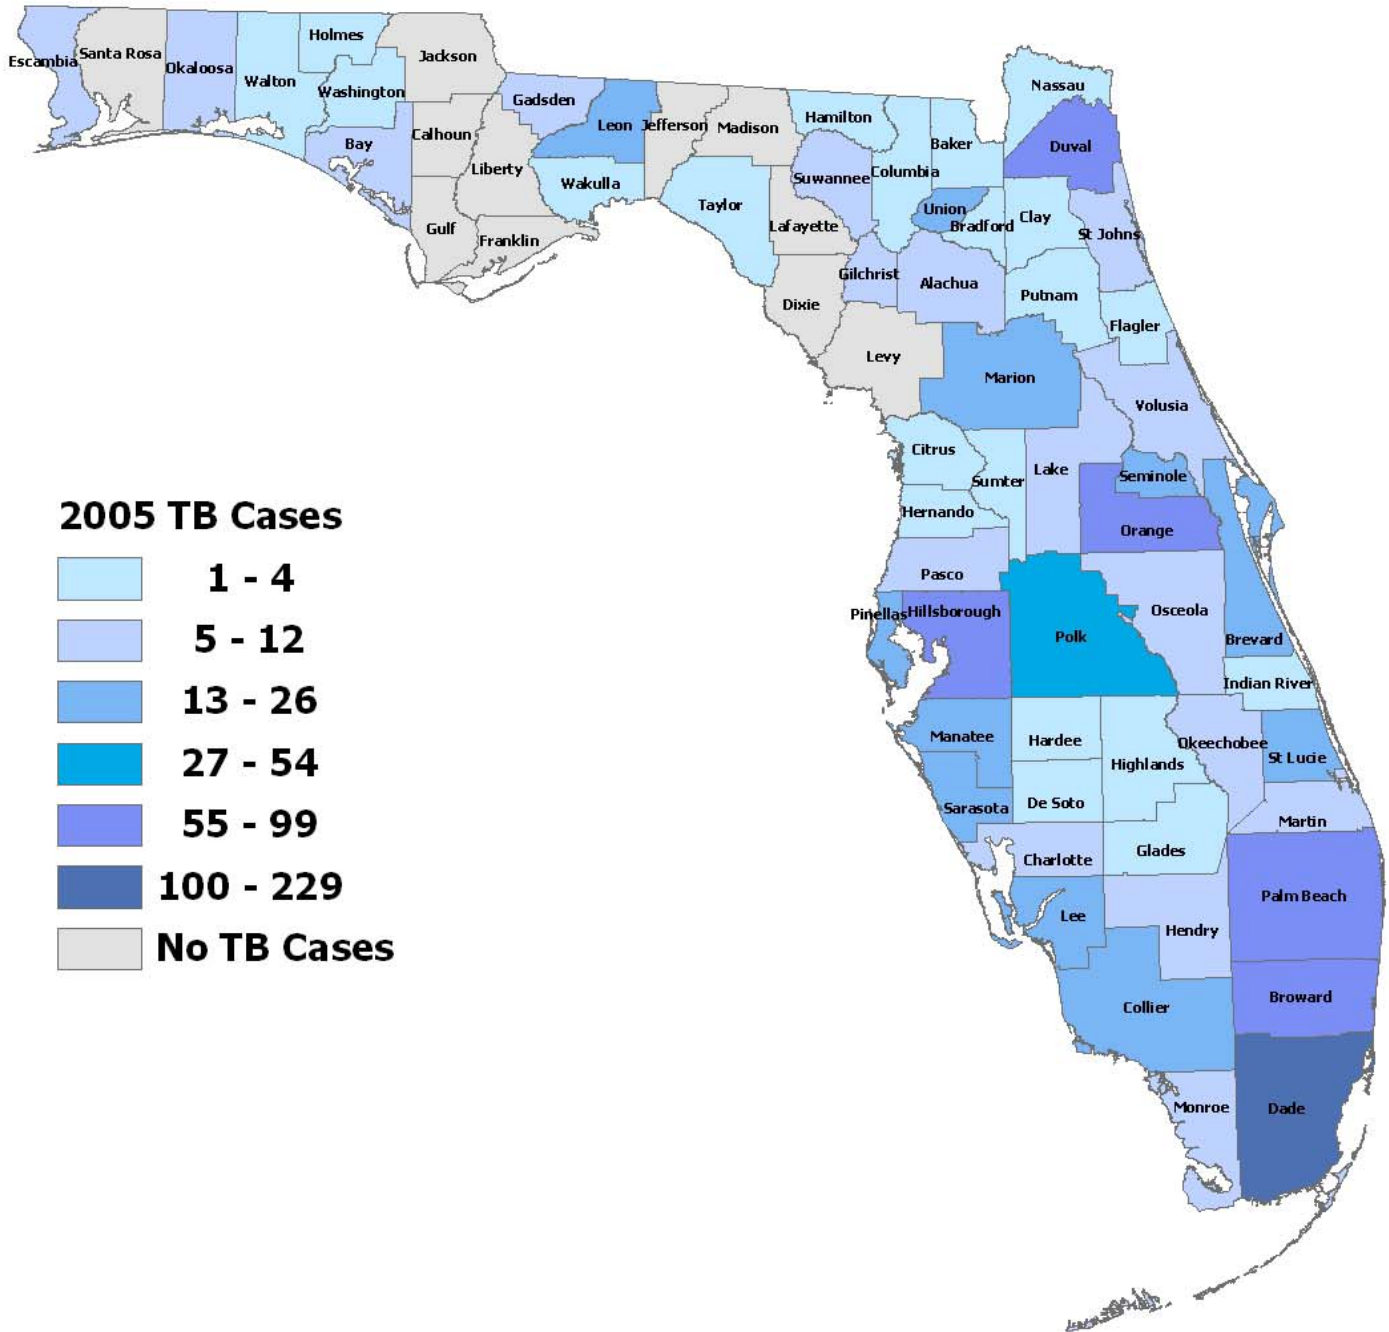 Escambia
Santa Rosa
Okaloosa
Walton
Holmes
Washington
Jackson
Bay
Calhoun
Gulf
Liberty
Franklin
Gadsden
Leon
Wakulla
Jefferson
Madison
Taylor
Hamilton
Suwannee
Lafayette
Dixie
Columbia
Baker
Nassau
Duval
Union
Bradford
Clay
St Johns
Gilchrist
Alachua
Putnam
Flagler
Levy
Marion
Volusia
Citrus
Sumter
Lake
Seminole
Hernando
Orange
Pasco
Pinellas
Hillsborough
Polk
Osceola
Brevard
Indian River
Manatee
Hardee
Highlands
Okeechobee
St Lucie
Sarasota
De Soto
Martin
Charlotte
Glades
Lee
Hendry
Palm Beach
Collier
Broward
Monroe
Dade
2005 TB Cases
1 - 4
5 - 12
13 - 26
27 - 54
55 - 99
100 - 229
No TB Cases